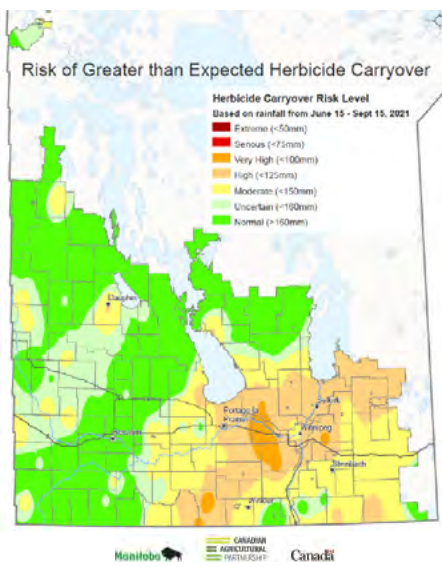 Risk of Greater than Expected Herbicide Carryover
Herbicide Carryover Risk Level
Based on rainfall from June 15 - Sept 15, 2021
Extreme (<50mm)
Serious (<75mm)
Very High (<100mm)
High (<125mm)
Moderate (<150mm)
Uncertain (<160mm)
Normal (>160mm)
Dauphin
Selkirk
Portage la
Prairie
Winnipeg
Brandon
Steinbach
Winkler
Manitoba
CANADIAN
AGRICULTURAL
PARTNERSHIP
Canada